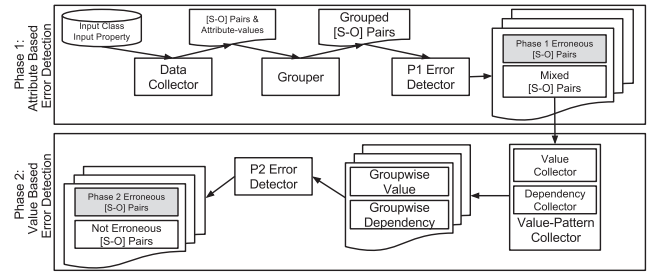 Phase 1:
Attribute Based
Error Detection
Input Class
Input Property
Data
Collector
[S-O] Pairs &
Attribute-values
Grouper
Grouped
[S-O] Pairs
P1 Error
Detector
Phase 1 Erroneous
[S-O] Pairs
Mixed
[S-O] Pairs
Phase 2:
Value Based
Error Detection
Phase 2 Erroneous
[S-O] Pairs
Not Erroneous
[S-O] Pairs
P2 Error
Detector
Groupwise
Value
Groupwise
Dependency
Value
Collector
Dependency
Collector
Value-Pattern
Collector